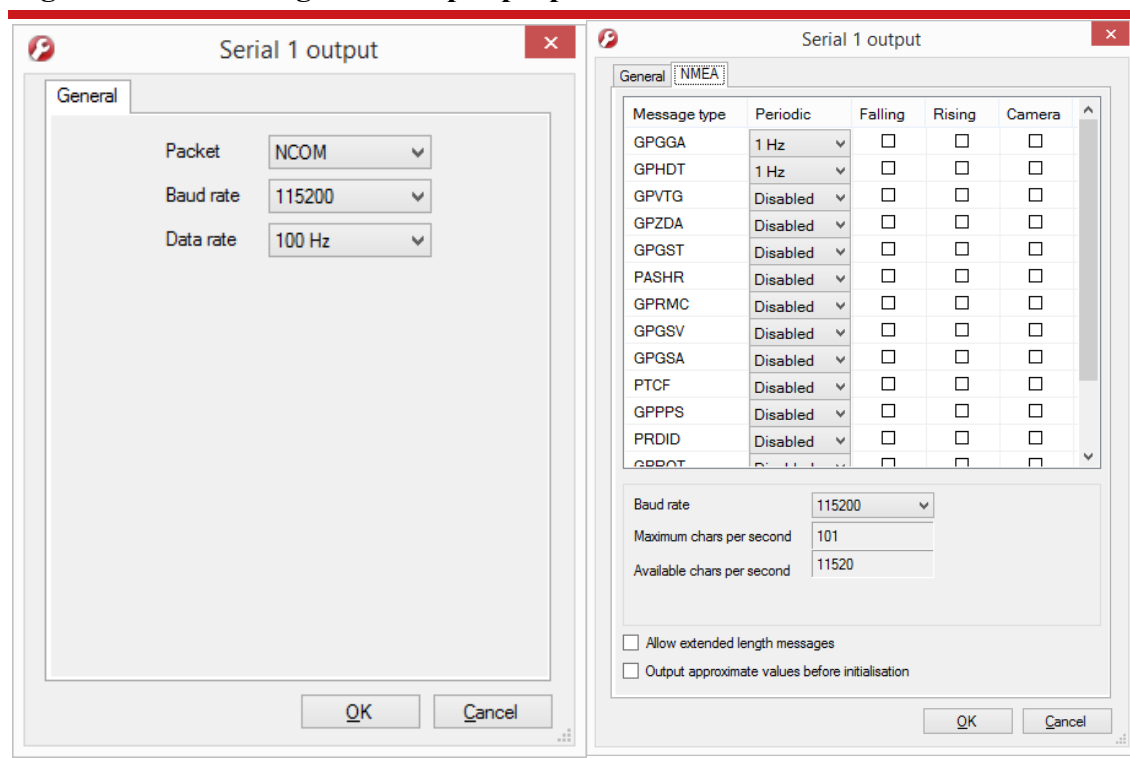 Serial 1 output
General
Packet NCOM
Baud rate 115200
Data rate 100 Hz
OK Cancel
Serial 1 output
General NMEA
Message type Periodic Falling Rising Camera
GPGGA 1 Hz
GPHDT 1 Hz
GPVTG Disabled
GPZDA Disabled
GPGST Disabled
PASHR Disabled
GPRMC Disabled
GPGSV Disabled
GPGSA Disabled
PTCF Disabled
GPPPS Disabled
PRDID Disabled
Baud rate 115200
Maximum chars per second 101
Available chars per second 11520
Allow extended length messages
Output approximate values before initialisation
OK Cancel